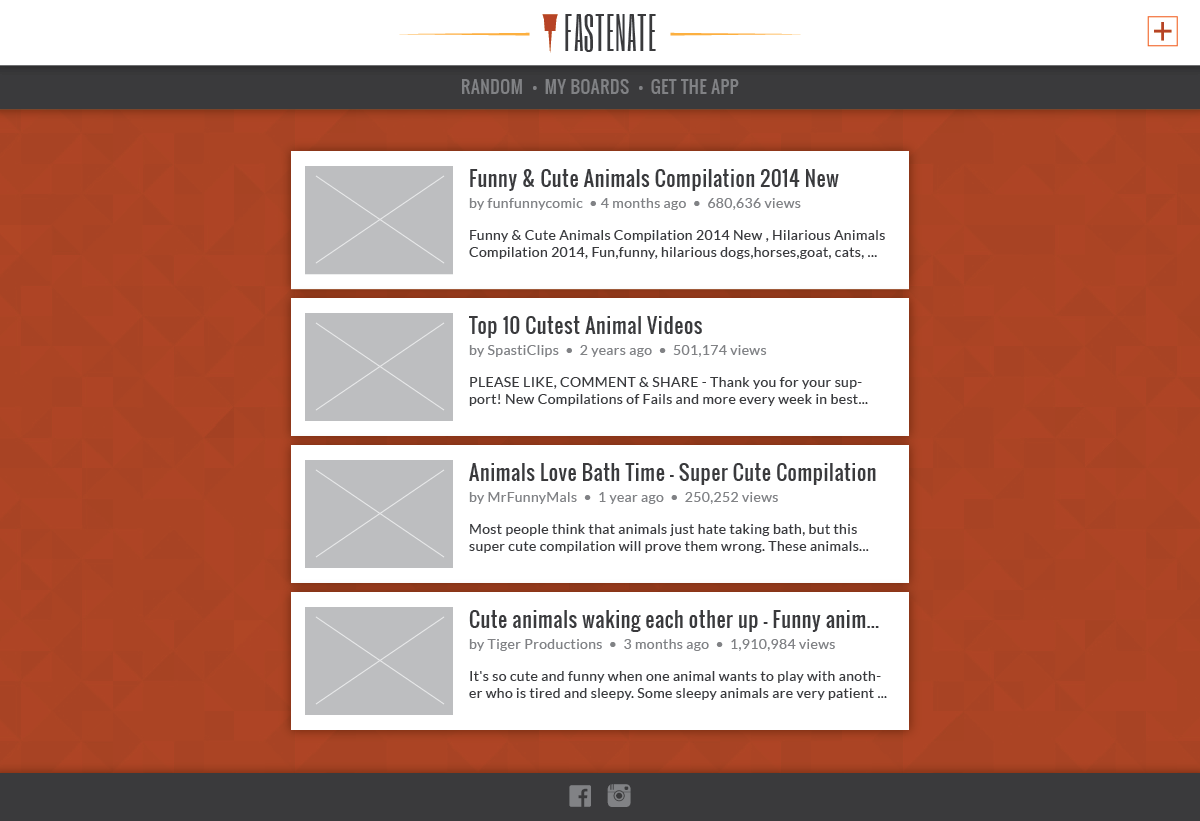 FASTENATE
RANDOM • MY BOARDS • GET THE APP
Funny & Cute Animals Compilation 2014 New
by funfunnycomic • 4 months ago • 680,636 views
Funny & Cute Animals Compilation 2014 New , Hilarious Animals
Compilation 2014, Fun,funny, hilarious dogs,horses,goat, cats, ...
Top 10 Cutest Animal Videos
by SpastiClips • 2 years ago • 501,174 views
PLEASE LIKE, COMMENT & SHARE - Thank you for your sup-
port! New Compilations of Fails and more every week in best...
Animals Love Bath Time - Super Cute Compilation
by MrFunnyMals • 1 year ago • 250,252 views
Most people think that animals just hate taking bath, but this
super cute compilation will prove them wrong. These animals...
Cute animals waking each other up - Funny anim...
by Tiger Productions • 3 months ago • 1,910,984 views
It's so cute and funny when one animal wants to play with anoth-
er who is tired and sleepy. Some sleepy animals are very patient ...